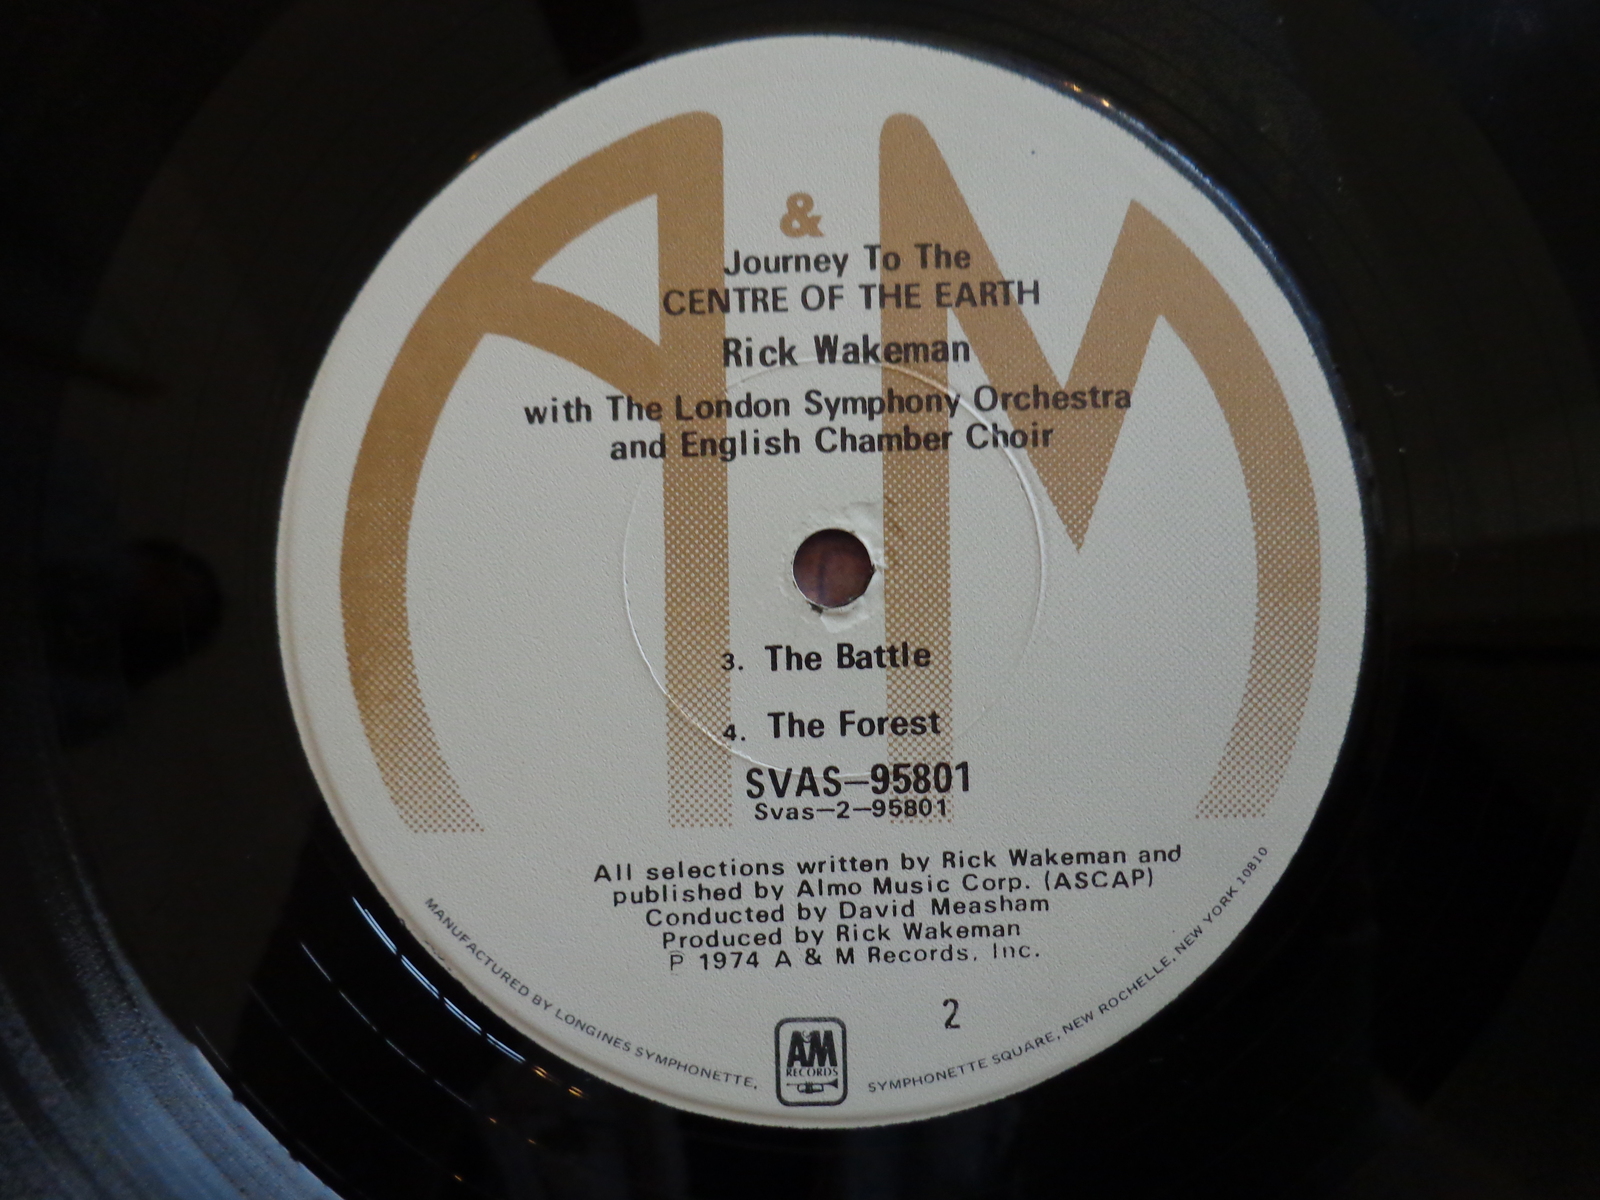 A & M
Journey To The
CENTRE OF THE EARTH
Rick Wakeman
with The London Symphony Orchestra
and English Chamber Choir
3. The Battle
4. The Forest
SVAS—95801
Svas—2—95801
All selections written by Rick Wakeman and
published by Almo Music Corp. (ASCAP)
Conducted by David Measham
Produced by Rick Wakeman
℗ 1974 A & M Records, Inc.
2
MANUFACTURED BY LONGINES SYMPHONETTE, SYMPHONETTE SQUARE, NEW ROCHELLE, NEW YORK 10810
A&M
RECORDS